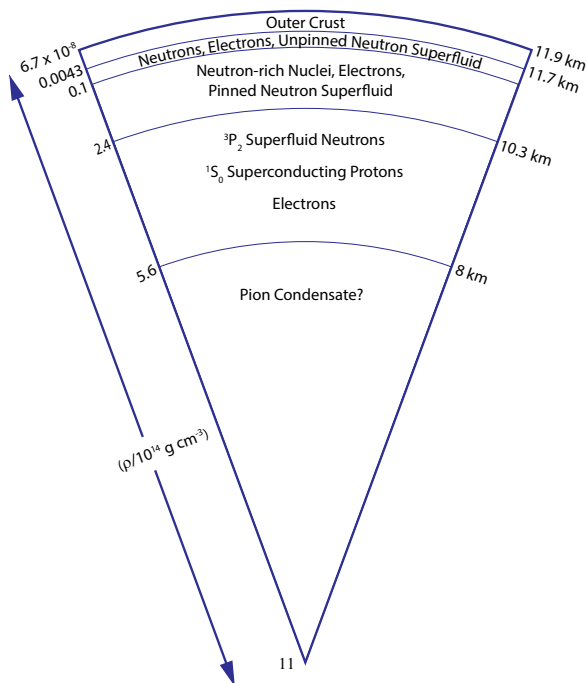 Outer Crust
6.7 x 10⁻⁸
11.9 km
Neutrons, Electrons, Unpinned Neutron Superfluid
0.0043
11.7 km
0.1
Neutron-rich Nuclei, Electrons,
Pinned Neutron Superfluid
2.4
10.3 km
³P₂ Superfluid Neutrons
¹S₀ Superconducting Protons
Electrons
5.6
8 km
Pion Condensate?
(ρ/10¹⁴ g cm⁻³)
11